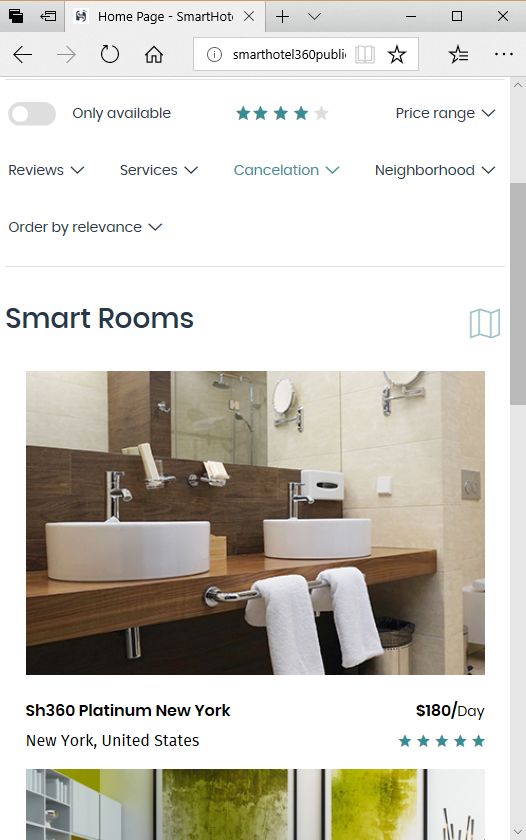 Home Page - SmartHot
smarthotel360publi
Only available
Price range
Reviews
Services
Cancelation
Neighborhood
Order by relevance
Smart Rooms
Sh360 Platinum New York
$180/Day
New York, United States